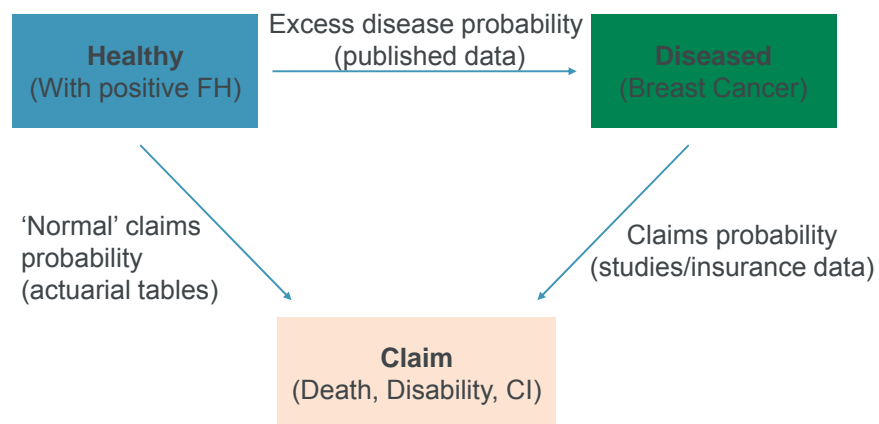 Excess disease probability
(published data)
Healthy
(With positive FH)
Diseased
(Breast Cancer)
‘Normal’ claims
probability
(actuarial tables)
Claims probability
(studies/insurance data)
Claim
(Death, Disability, CI)